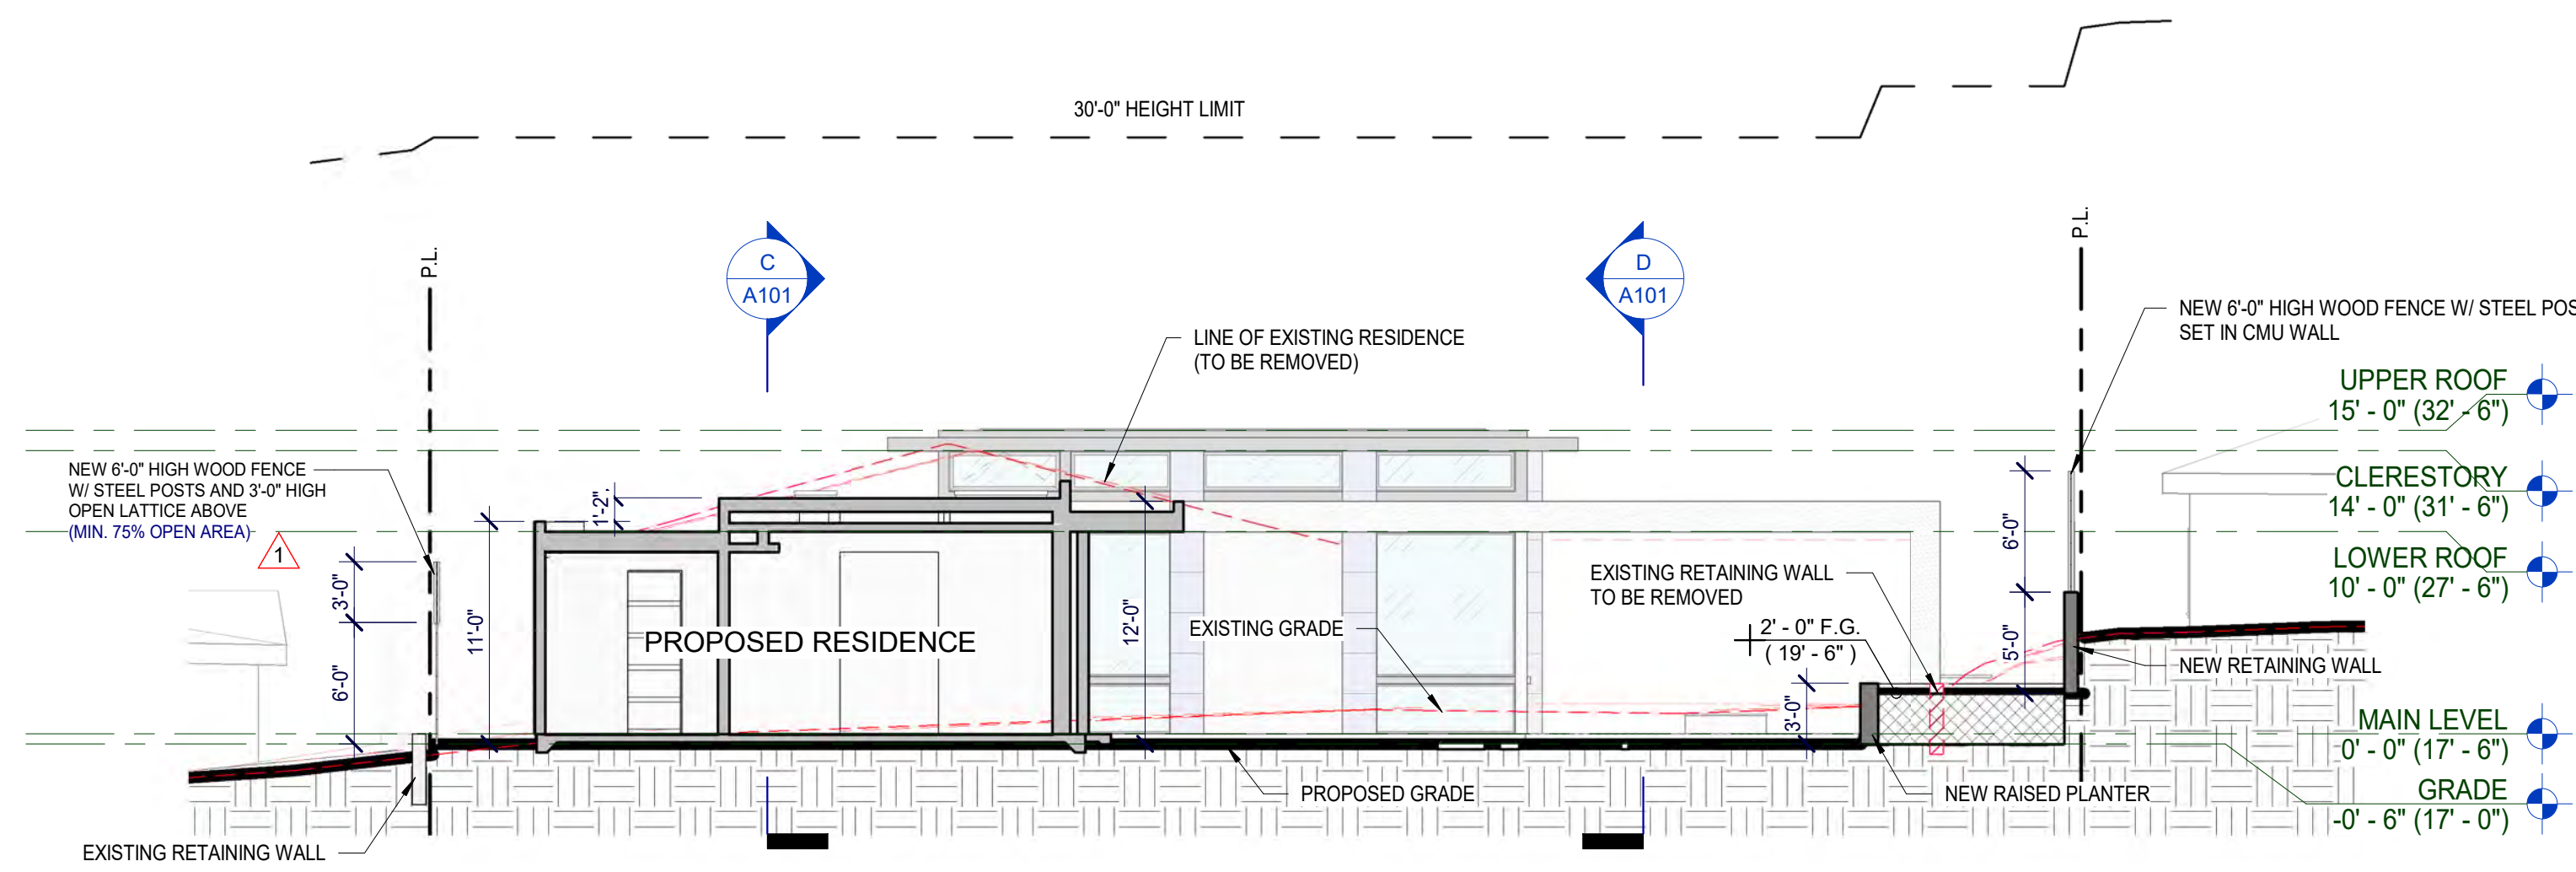 30'-0" HEIGHT LIMIT
P.L.
C
A101
D
A101
P.L.
NEW 6'-0" HIGH WOOD FENCE W/ STEEL
SET IN CMU WALL
LINE OF EXISTING RESIDENCE
(TO BE REMOVED)
UPPER ROOF
15' - 0" (32' - 6")
CLERESTORY
14' - 0" (31' - 6")
LOWER ROOF
10' - 0" (27' - 6")
MAIN LEVEL
0' - 0" (17' - 6")
GRADE
-0' - 6" (17' - 0")
NEW 6'-0" HIGH WOOD FENCE
W/ STEEL POSTS AND 3'-0" HIGH
OPEN LATTICE ABOVE
(MIN. 75% OPEN AREA)
1
3'-0"
6'-0"
11'-0"
1'-2"
PROPOSED RESIDENCE
12'-0"
EXISTING GRADE
EXISTING RETAINING WALL
TO BE REMOVED
2' - 0" F.G.
( 19' - 6" )
3'-0"
6'-0"
5'-0"
NEW RETAINING WALL
PROPOSED GRADE
NEW RAISED PLANTER
EXISTING RETAINING WALL